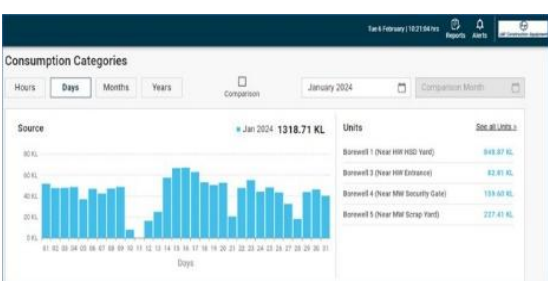 Tue 6 February | 10:21:04 hrs
Reports
Alerts
Consumption Categories
Hours
Days
Months
Years
Comparison
January 2024
Comparison Month
Source
Jan 2024 1318.71 KL
80 KL
60 KL
40 KL
20 KL
0 KL
01 02 03 04 05 06 07 08 09 10 11 12 13 14 15 16 17 18 19 20 21 22 23 24 25 26 27 28 29 30 31
Days
Units
See all Units >
Borewell 1 (Near HW HSD Yard)
848.87 KL
Borewell 3 (Near HW Entrance)
82.81 KL
Borewell 4 (Near MW Security Gate)
159.60 KL
Borewell 5 (Near MW Scrap Yard)
227.41 KL